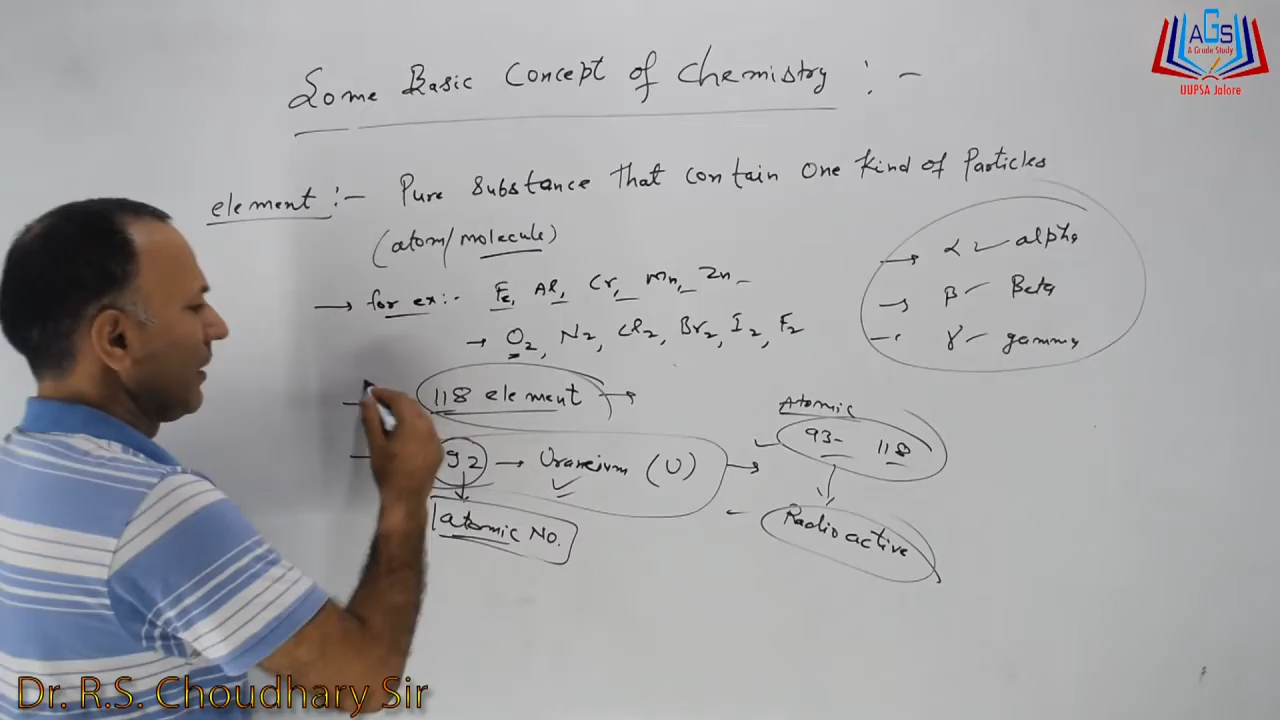 AGS
A Grade Study
UUPSA Jalore
Some Basic Concept of Chemistry : -
element :- Pure Substance That contain One Kind of Particles
(atom/molecule)
→ for ex:- Fe, Al, Cr, Mn, Zn -
→ O2, N2, Cl2, Br2, I2, F2
→ α alpha
→ β Beta
→ γ gamma
118 element →
92 → Uraneium (U) →
atomic No.
Atomic
93- 118
Radioactive
Dr. R.S. Choudhary Sir